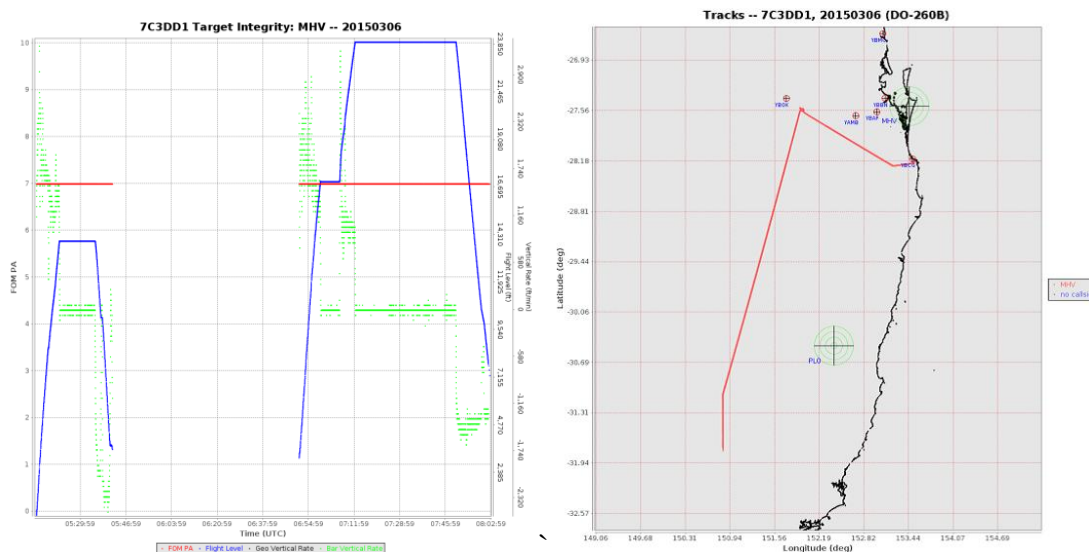 7C3DD1 Target Integrity: MHV -- 20150306
10
9
8
7
6
5
4
3
2
1
0
FOM PA
23,850
21,465
19,080
16,695
14,310
11,925
9,540
7,155
4,770
2,385
0
Flight Level (ft)
2,900
2,320
1,740
1,160
580
0
-580
-1,160
-1,740
-2,320
Vertical Rate (ft/min)
05:29:59 05:46:59 06:03:59 06:20:59 06:37:59 06:54:59 07:11:59 07:28:59 07:45:59 08:02:59
Time (UTC)
FOM PA Flight Level Geo Vertical Rate Bar Vertical Rate
Tracks -- 7C3DD1, 20150306 (DO-260B)
-26.93
-27.56
-28.18
-28.81
-29.44
-30.06
-30.69
-31.31
-31.94
-32.57
Latitude (deg)
YBOK
YAMB
YBAF
YBBN
MHV
YBCG
PLO
149.06 149.68 150.31 150.94 151.56 152.19 152.82 153.44 154.07 154.69
Longitude (deg)
MHV
no callsi